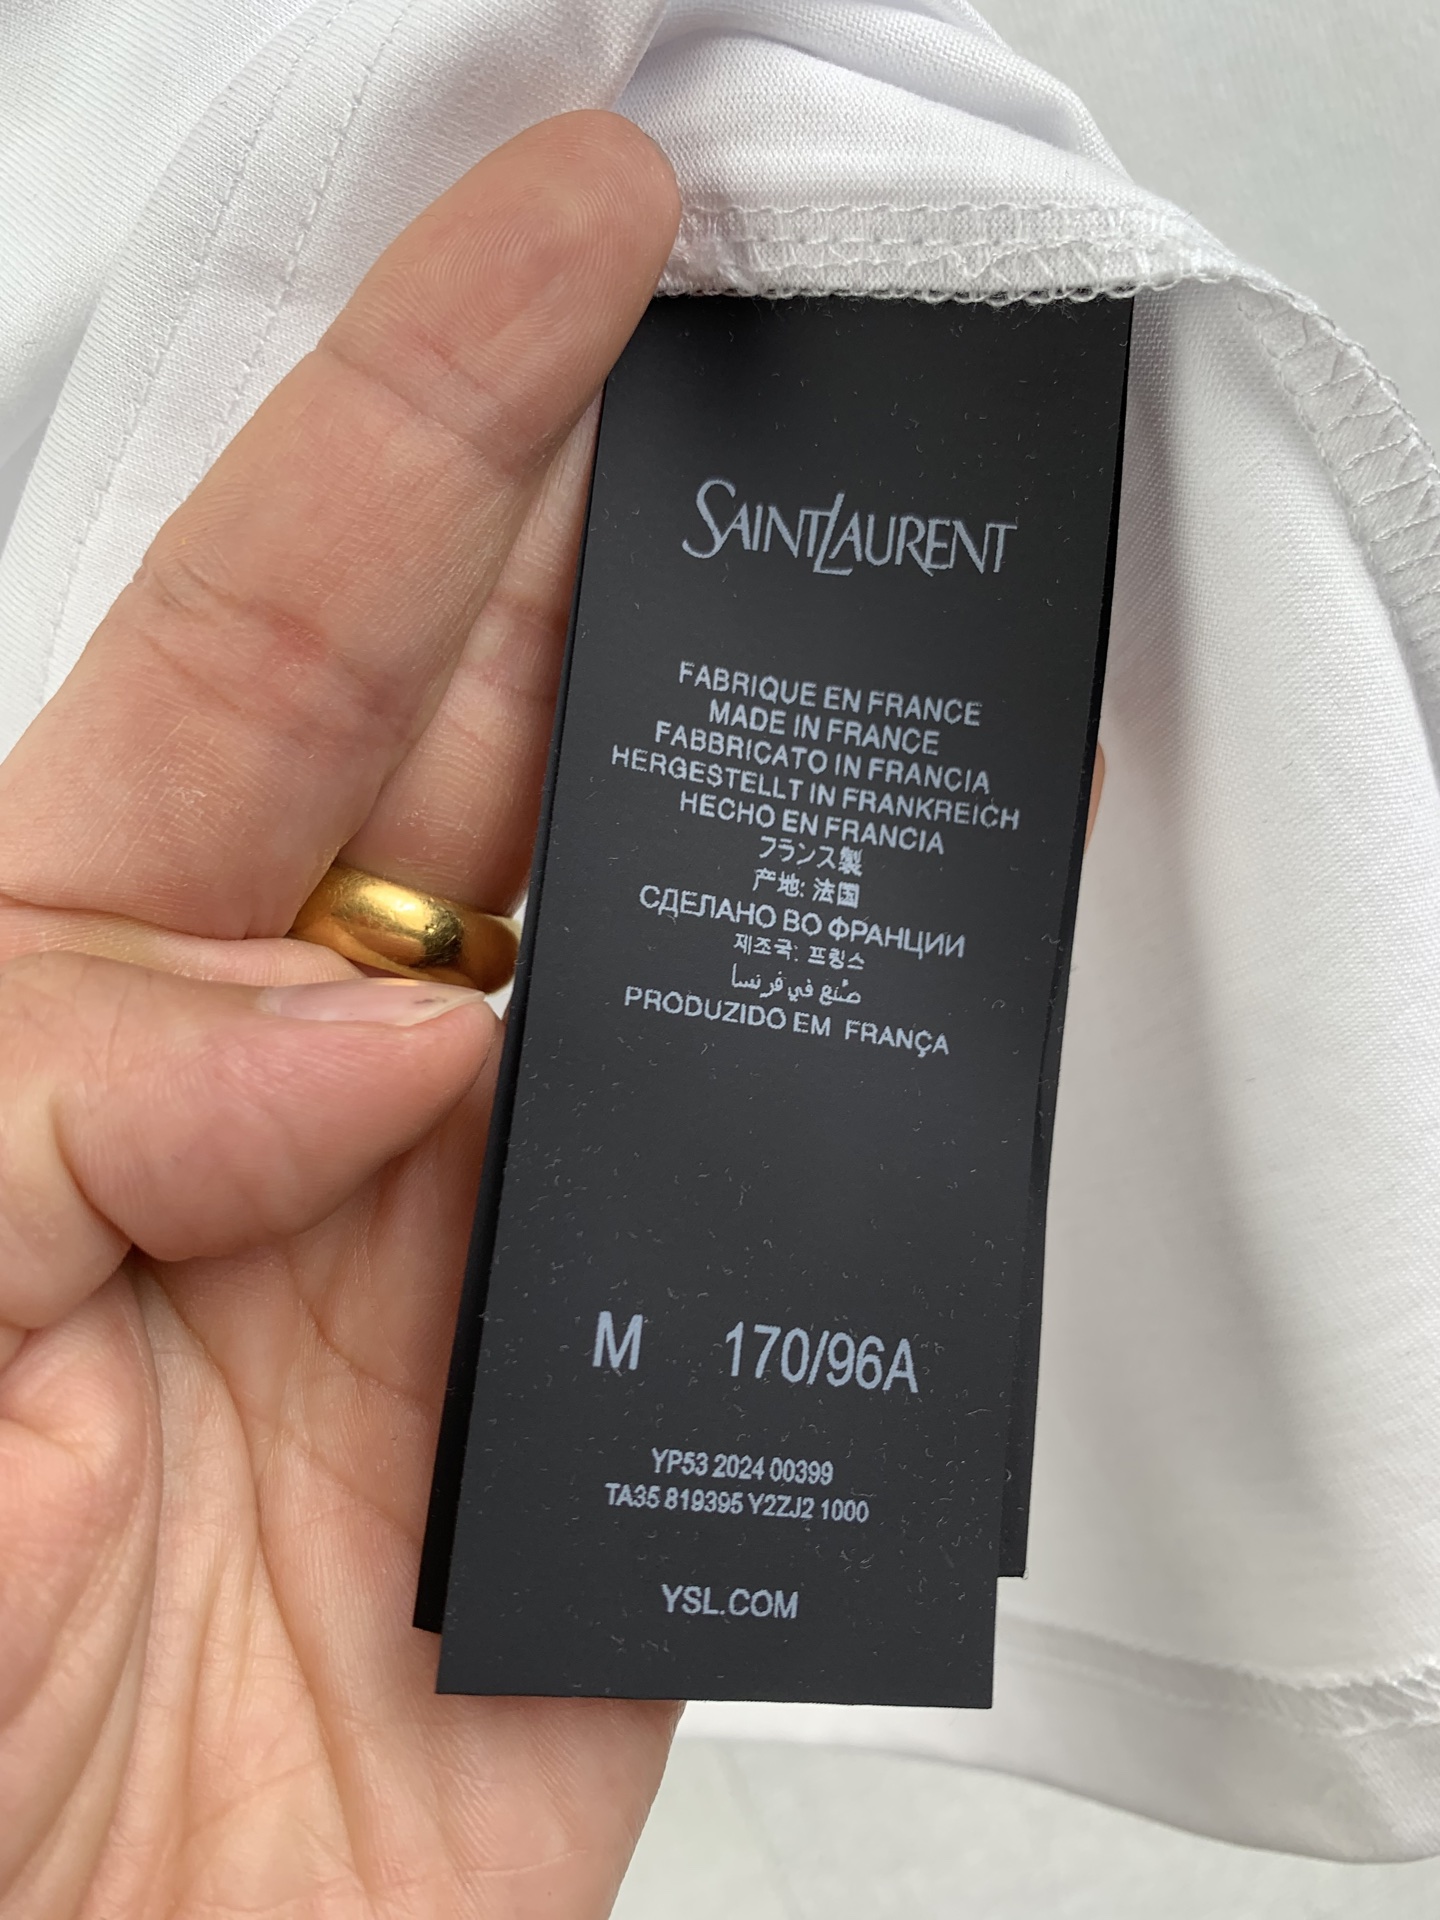 SAINT LAURENT
FABRIQUE EN FRANCE
MADE IN FRANCE
FABBRICATO IN FRANCIA
HERGESTELLT IN FRANKREICH
HECHO EN FRANCIA
フランス製
产地: 法国
СДЕЛАНО ВО ФРАНЦИИ
제조국: 프랑스
صُنع في فرنسا
PRODUZIDO EM FRANÇA
M 170/96A
YP53 2024 00399
TA35 819395 Y2ZJ2 1000
YSL.COM